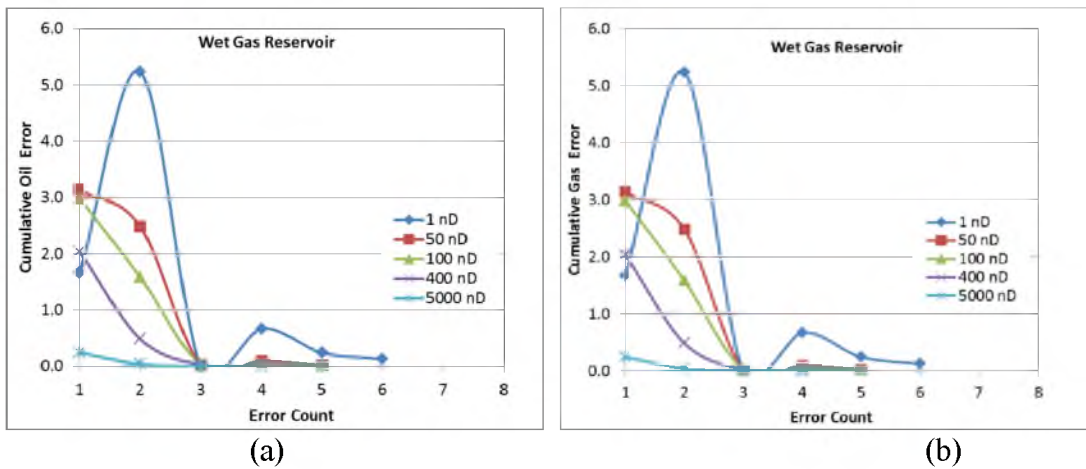 Wet Gas Reservoir
6.0
5.0
4.0
3.0
2.0
1.0
0.0
Cumulative Oil Error
1 nD
50 nD
100 nD
400 nD
5000 nD
1 2 3 4 5 6 7 8
Error Count
(a)
Wet Gas Reservoir
6.0
5.0
4.0
3.0
2.0
1.0
0.0
Cumulative Gas Error
1 nD
50 nD
100 nD
400 nD
5000 nD
1 2 3 4 5 6 7 8
Error Count
(b)